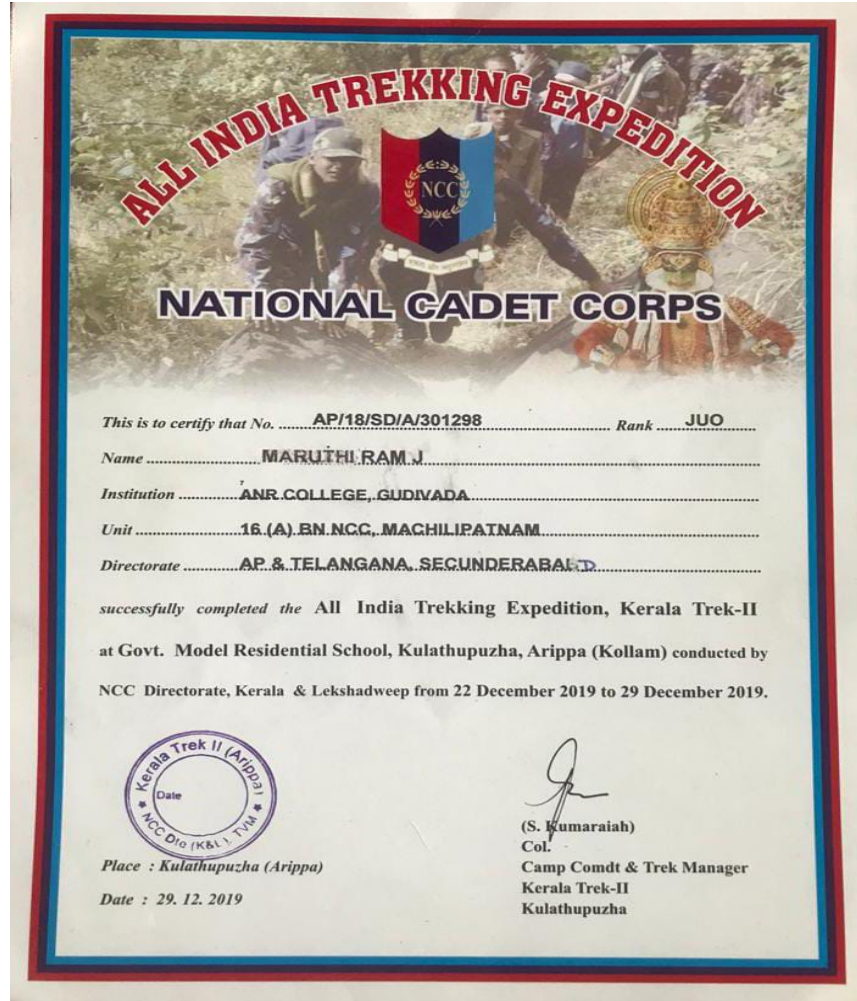 ALL INDIA TREKKING EXPEDITION
NCC
एकता और अनुशासन
NATIONAL CADET CORPS
This is to certify that No. AP/18/SD/A/301298 Rank JUO
Name MARUTHI RAM J
Institution ANR COLLEGE, GUDIVADA
Unit 16 (A) BN NCC, MACHILIPATNAM
Directorate AP & TELANGANA, SECUNDERABAD
successfully completed the All India Trekking Expedition, Kerala Trek-II
at Govt. Model Residential School, Kulathupuzha, Arippa (Kollam) conducted by
NCC Directorate, Kerala & Lekshadweep from 22 December 2019 to 29 December 2019.
Kerala Trek II (Arippa)
Date
NCC Dte (K&L), TVM
(S. Kumaraiah)
Col.
Place : Kulathupuzha (Arippa)
Camp Comdt & Trek Manager
Kerala Trek-II
Date : 29. 12. 2019
Kulathupuzha